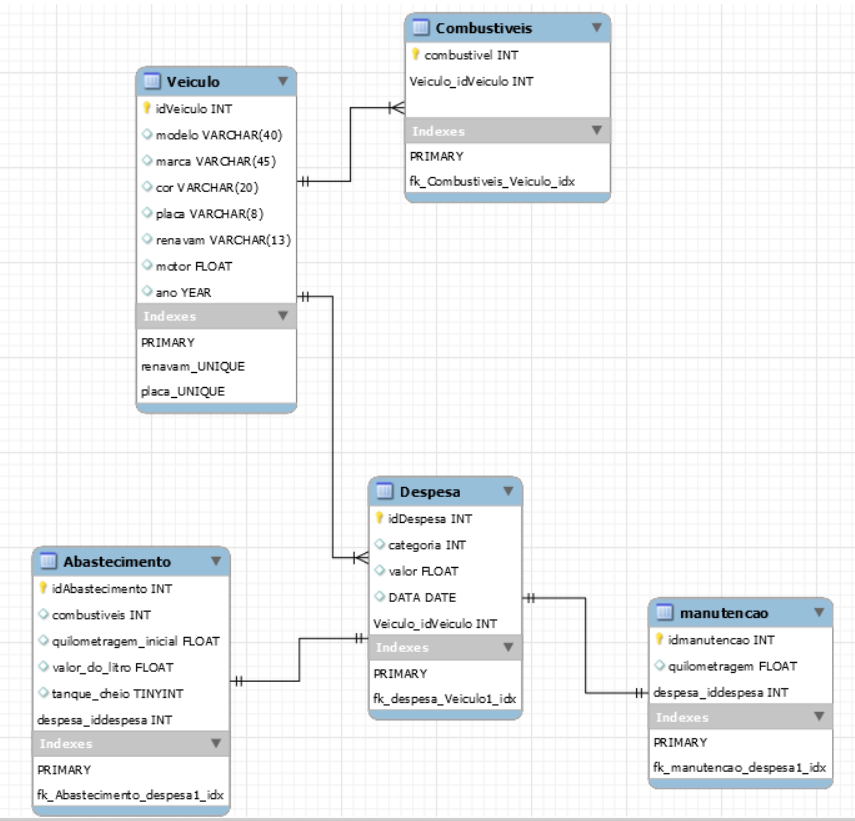 Combustiveis
combustivel INT
Veiculo_idVeiculo INT
Indexes
PRIMARY
fk_Combustiveis_Veiculo_idx
Veiculo
idVeiculo INT
modelo VARCHAR(40)
marca VARCHAR(45)
cor VARCHAR(20)
placa VARCHAR(8)
renavam VARCHAR(13)
motor FLOAT
ano YEAR
Indexes
PRIMARY
renavam_UNIQUE
placa_UNIQUE
Despesa
idDespesa INT
categoria INT
valor FLOAT
DATA DATE
Veiculo_idVeiculo INT
Indexes
PRIMARY
fk_despesa_Veiculo1_idx
Abastecimento
idAbastecimento INT
combustiveis INT
quilometragem_inicial FLOAT
valor_do_litro FLOAT
tanque_cheio TINYINT
despesa_iddespesa INT
Indexes
PRIMARY
fk_Abastecimento_despesa1_idx
manutencao
idmanutencao INT
quilometragem FLOAT
despesa_iddespesa INT
Indexes
PRIMARY
fk_manutencao_despesa1_idx